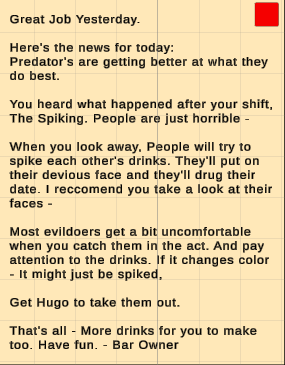 Great Job Yesterday.
Here's the news for today:
Predator's are getting better at what they
do best.
You heard what happened after your shift,
The Spiking. People are just horrible -
When you look away, People will try to
spike each other's drinks. They'll put on
their devious face and they'll drug their
date. I reccomend you take a look at their
faces -
Most evildoers get a bit uncomfortable
when you catch them in the act. And pay
attention to the drinks. If it changes color
- It might just be spiked,
Get Hugo to take them out.
That's all - More drinks for you to make
too. Have fun. - Bar Owner